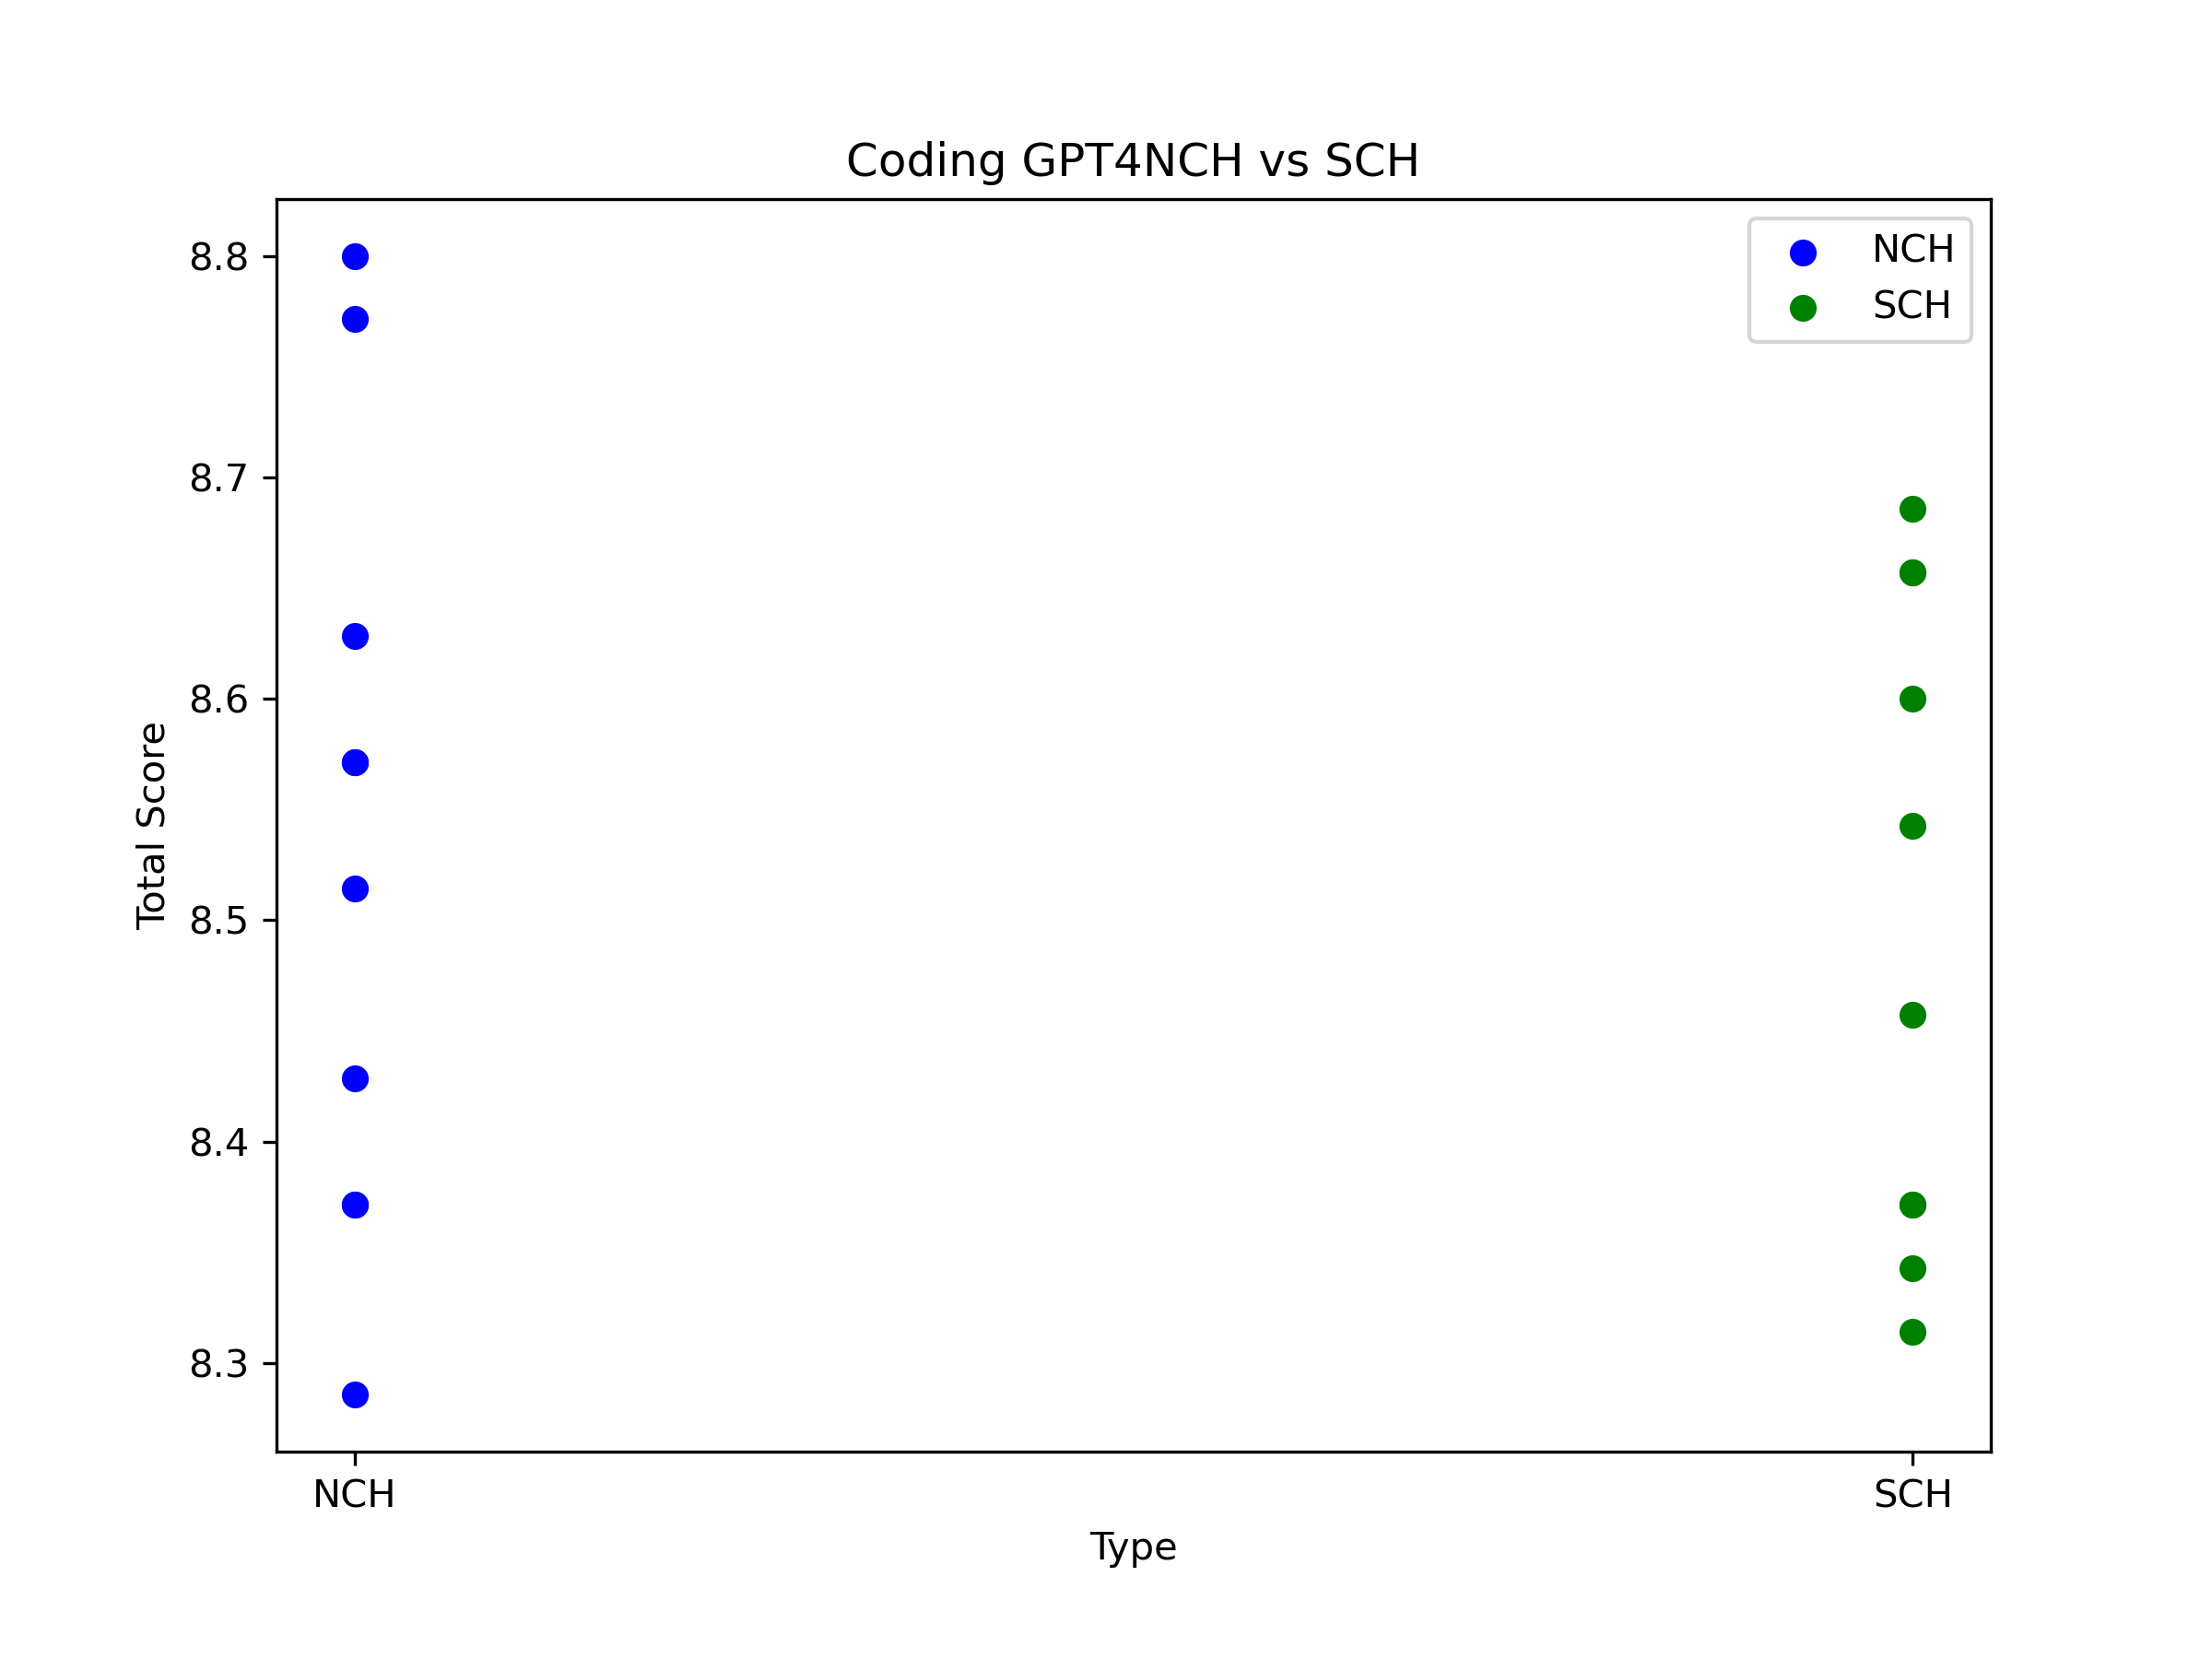 Coding GPT4NCH vs SCH
NCH
SCH
8.8
8.7
8.6
8.5
8.4
8.3
Total Score
NCH
SCH
Type